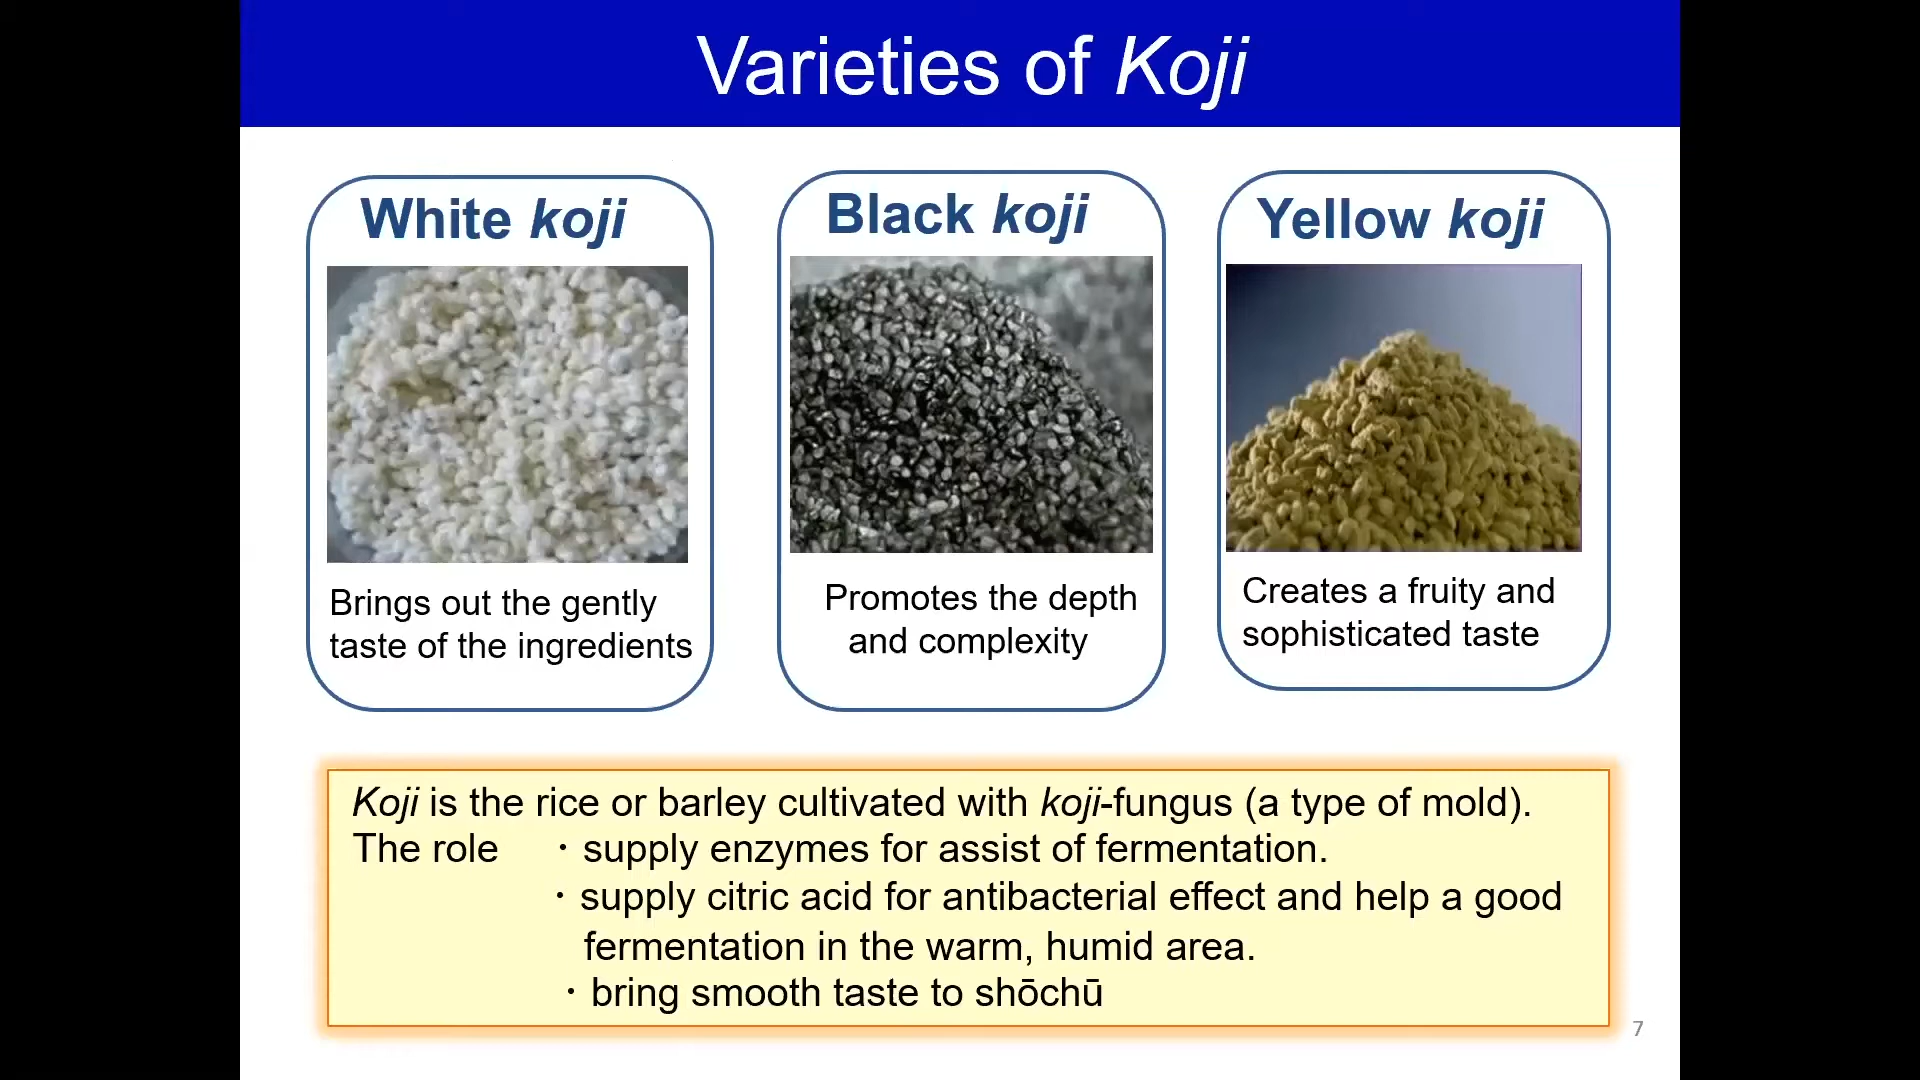 Varieties of Koji
White koji
Brings out the gently
taste of the ingredients
Black koji
Promotes the depth
and complexity
Yellow koji
Creates a fruity and
sophisticated taste
Koji is the rice or barley cultivated with koji-fungus (a type of mold).
The role ・supply enzymes for assist of fermentation.
・supply citric acid for antibacterial effect and help a good
fermentation in the warm, humid area.
・bring smooth taste to shōchū
7